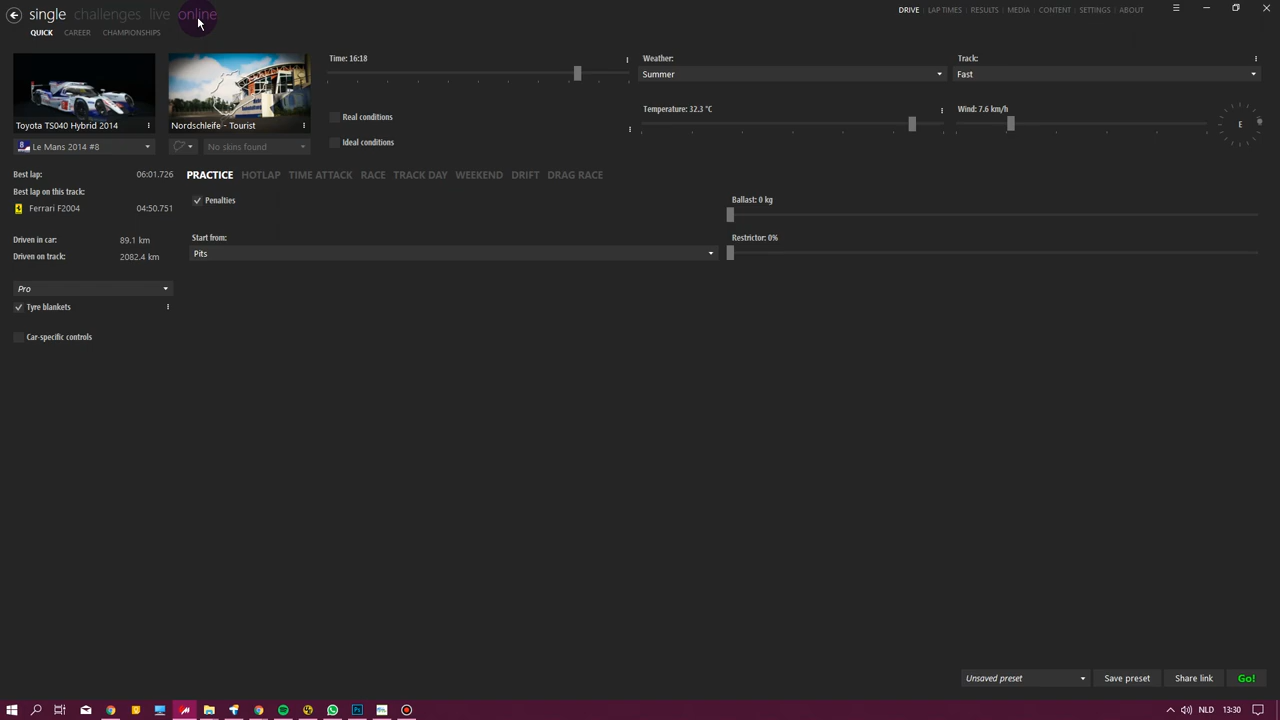 single challenges live online
DRIVE LAP TIMES RESULTS MEDIA CONTENT SETTINGS ABOUT
QUICK CAREER CHAMPIONSHIPS
Toyota TS040 Hybrid 2014
Nordschleife - Tourist
Time: 16:18
Weather:
Track:
Summer
Fast
Real conditions
Temperature: 32.3 °C
Wind: 7.6 km/h
E
Ideal conditions
8 Le Mans 2014 #8
No skins found
Best lap: 06:01.726
Best lap on this track:
Ferrari F2004 04:50.751
Driven in car: 89.1 km
Driven on track: 2082.4 km
Pro
Tyre blankets
Car-specific controls
PRACTICE HOTLAP TIME ATTACK RACE TRACK DAY WEEKEND DRIFT DRAG RACE
Penalties
Ballast: 0 kg
Start from:
Restrictor: 0%
Pits
Unsaved preset Save preset Share link Go!
NLD 13:30